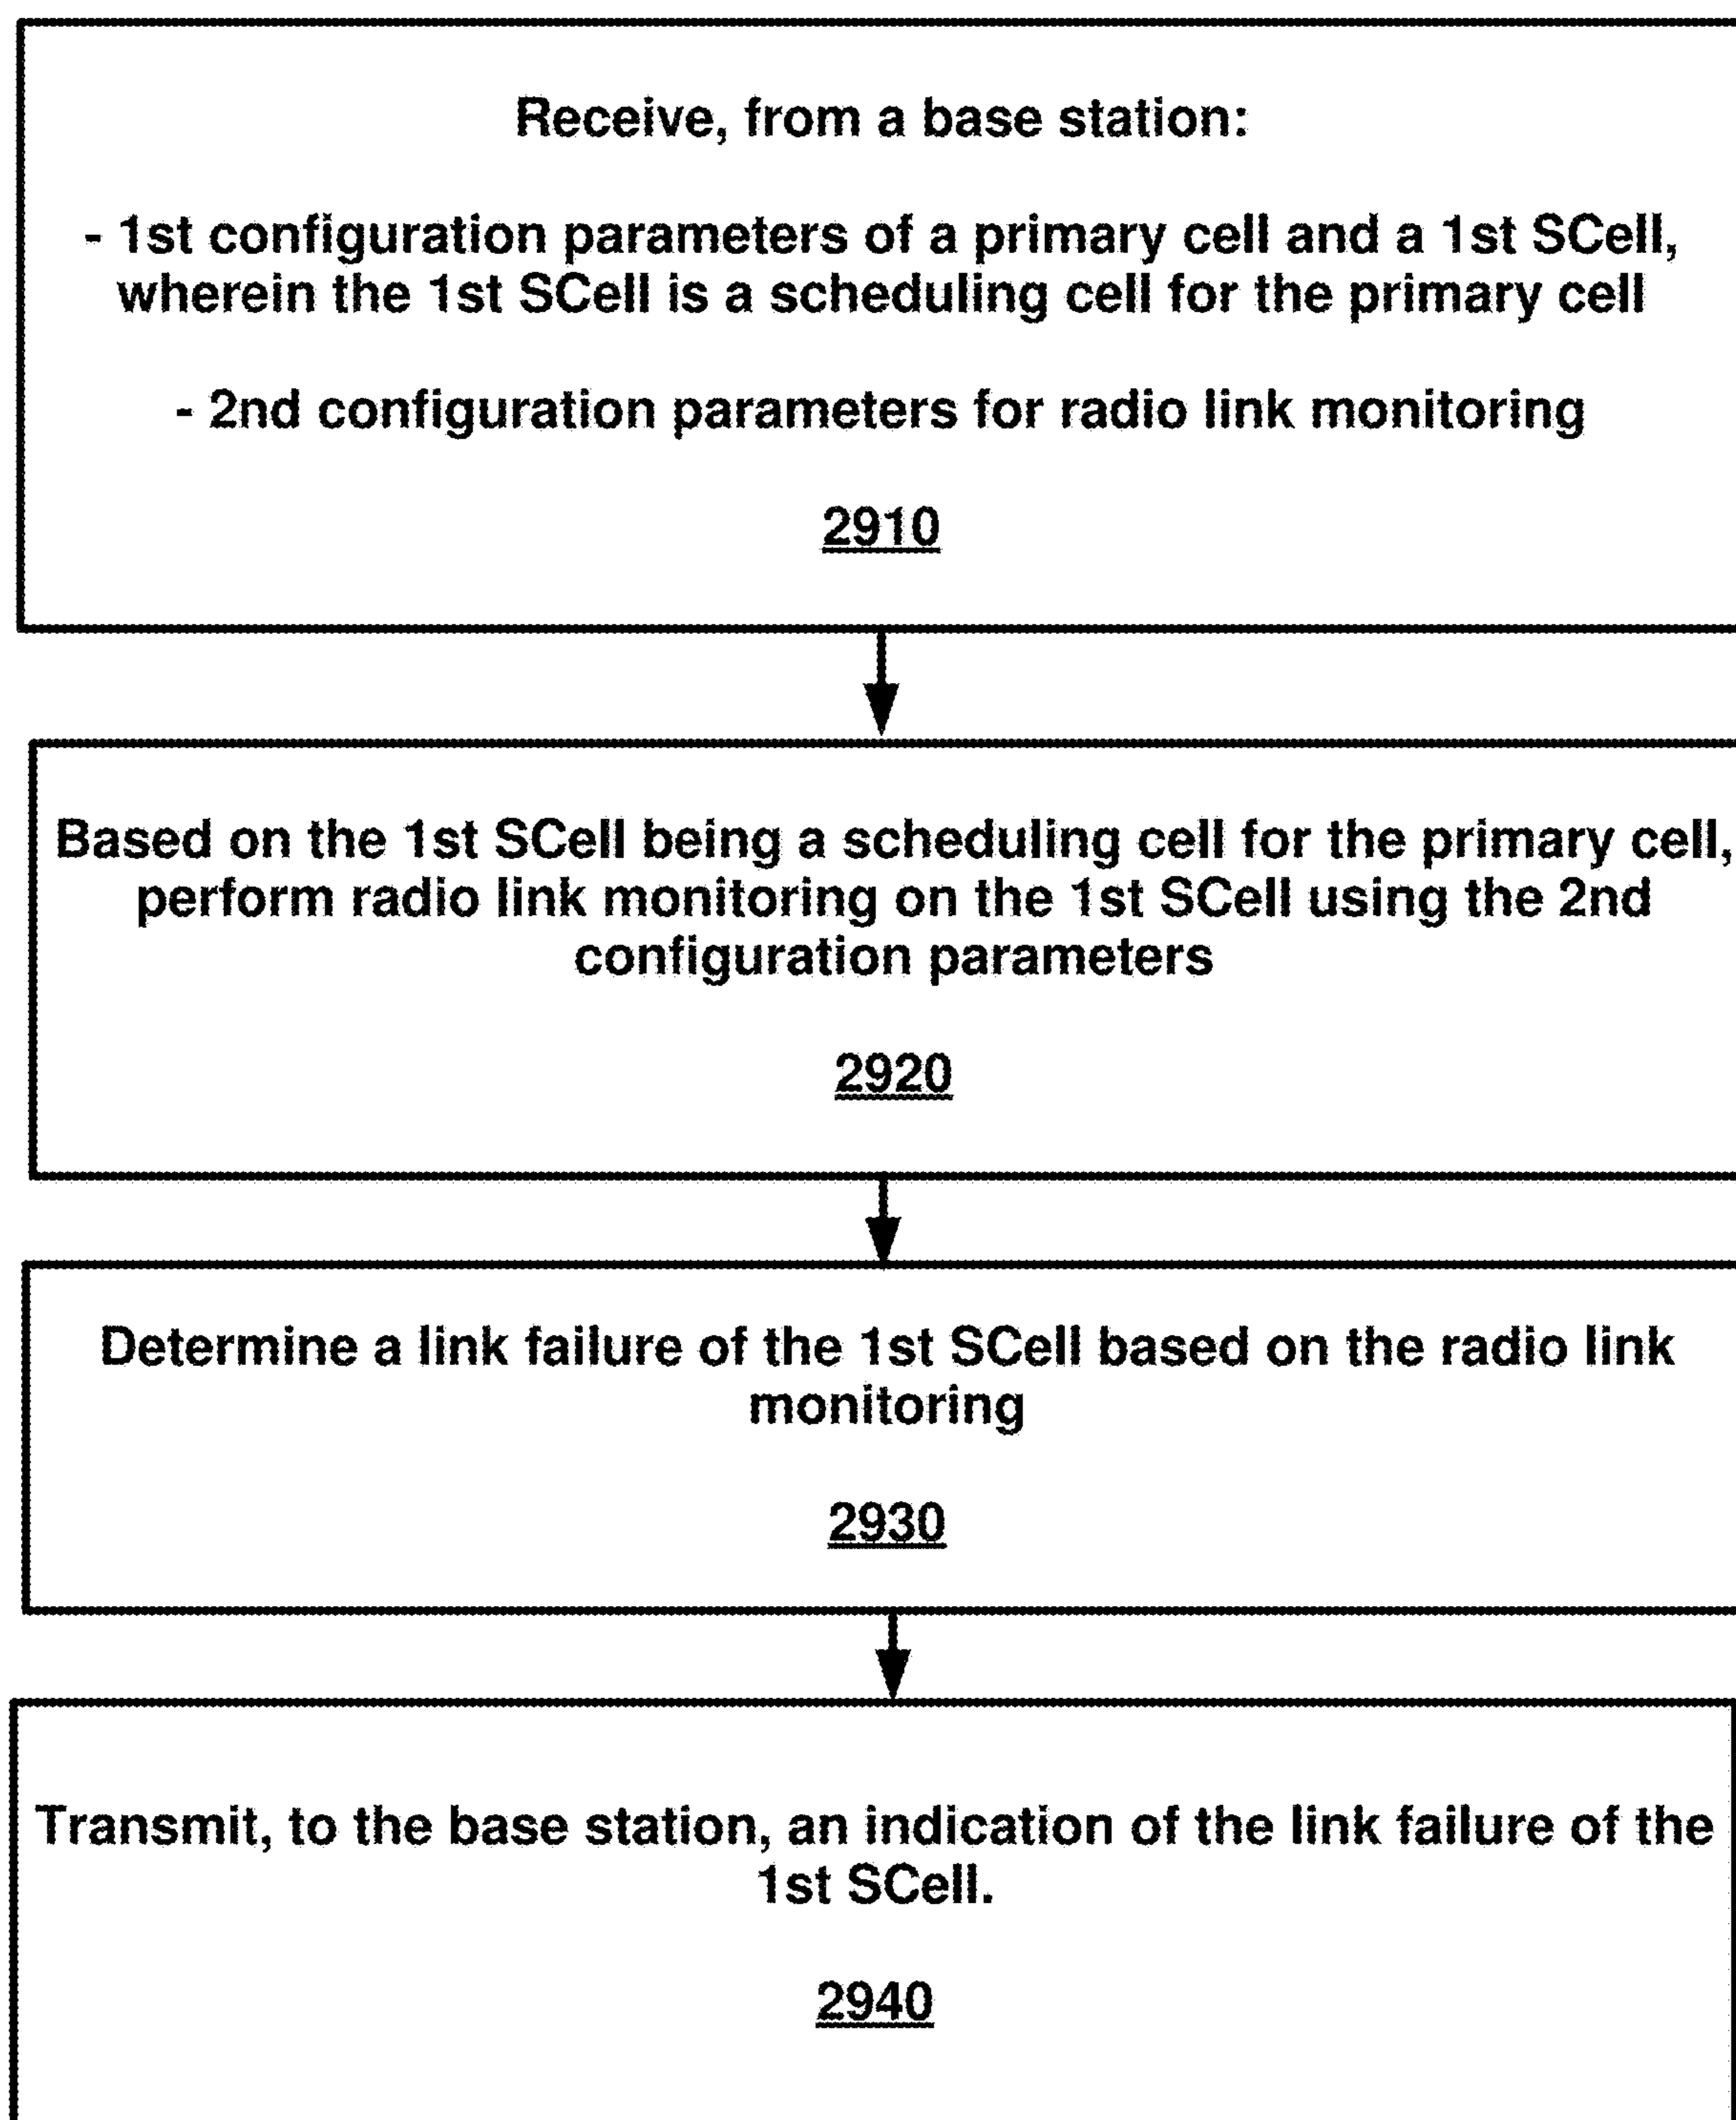 Receive, from a base station:
- 1st configuration parameters of a primary cell and a 1st SCell,
wherein the 1st SCell is a scheduling cell for the primary cell
- 2nd configuration parameters for radio link monitoring
2910
Based on the 1st SCell being a scheduling cell for the primary cell,
perform radio link monitoring on the 1st SCell using the 2nd
configuration parameters
2920
Determine a link failure of the 1st SCell based on the radio link
monitoring
2930
Transmit, to the base station, an indication of the link failure of the
1st SCell.
2940